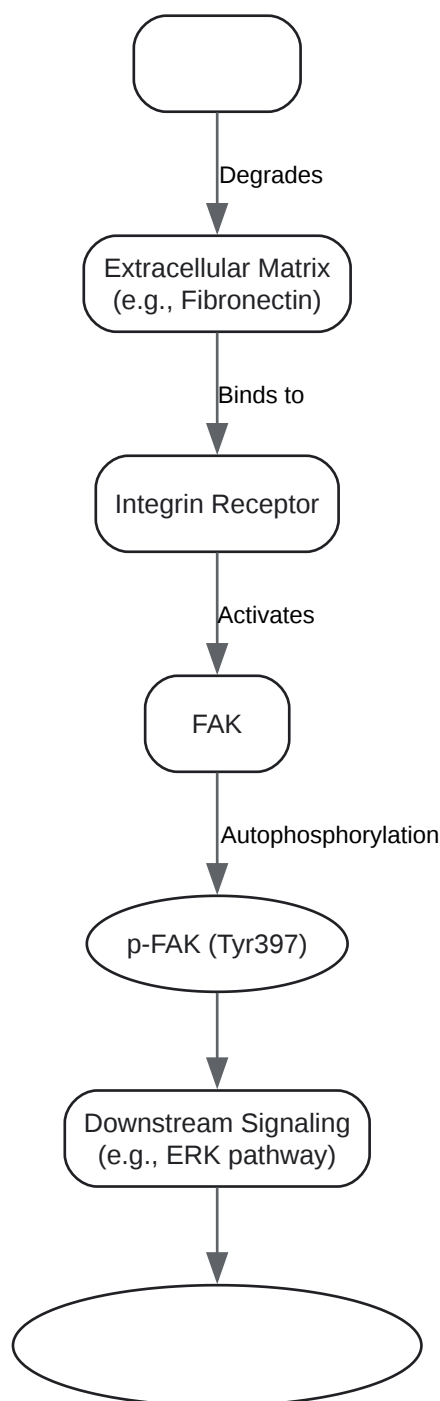 Degrades
Extracellular Matrix
(e.g., Fibronectin)
Binds to
Integrin Receptor
Activates
FAK
Autophosphorylation
p-FAK (Tyr397)
Downstream Signaling
(e.g., ERK pathway)